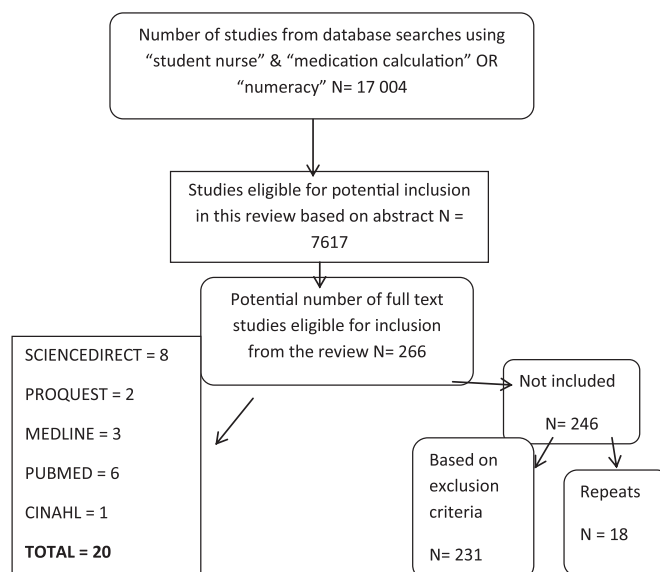 Number of studies from database searches using
“student nurse” & “medication calculation” OR
“numeracy” N= 17 004
Studies eligible for potential inclusion
in this review based on abstract N =
7617
Potential number of full text
studies eligible for inclusion
from the review N= 266
SCIENCEDIRECT = 8
PROQUEST = 2
MEDLINE = 3
PUBMED = 6
CINAHL = 1
TOTAL = 20
Not included
N= 246
Based on
exclusion
criteria
N= 231
Repeats
N = 18